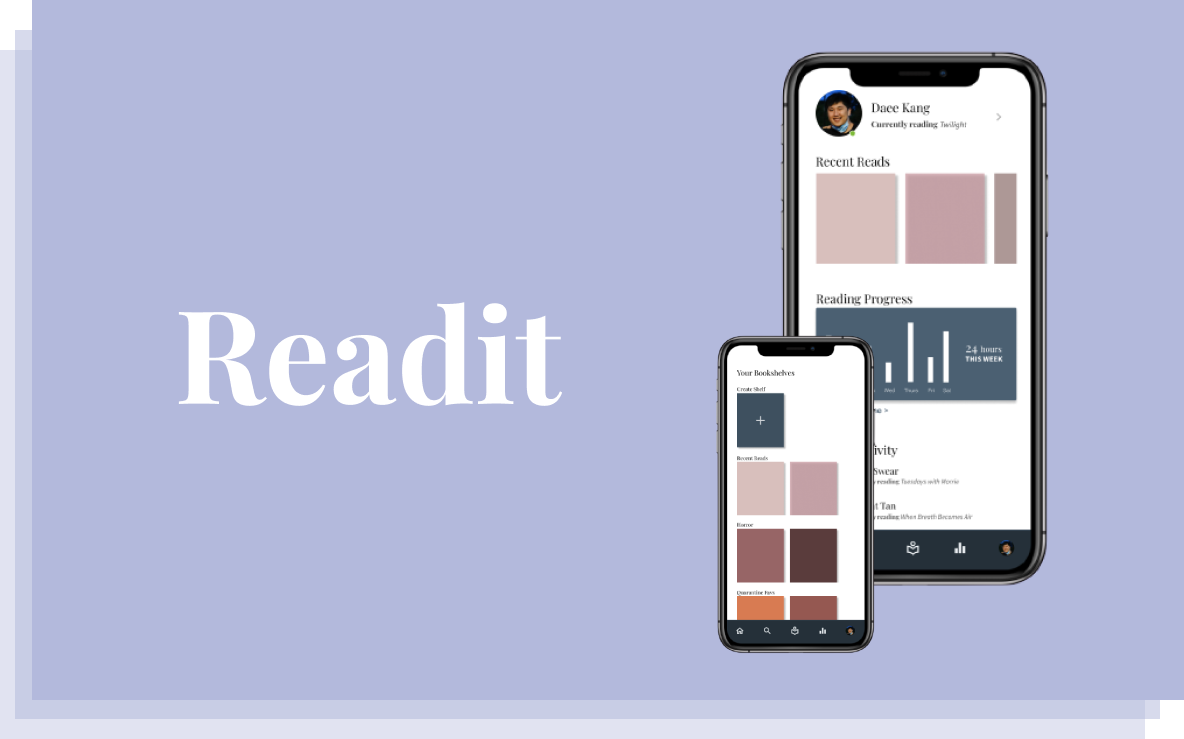 Readit
Daee Kang
Currently reading Twilight
Recent Reads
Reading Progress
24 hours
THIS WEEK
Wed Thurs Fri Sat
Swear
reading Tuesdays with Morrie
Tan
reading When Breath Becomes Air
Your Bookshelves
Create Shelf
+
Recent Reads
Horror
Quarantine Favs